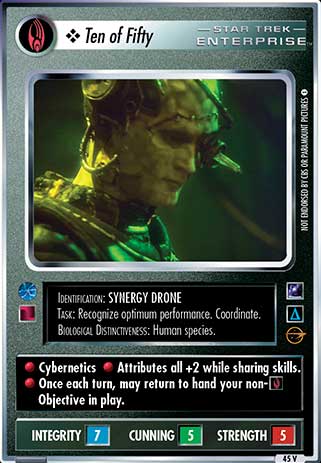 ❖ Ten of Fifty
STAR TREK
ENTERPRISE™
NOT ENDORSED BY CBS OR PARAMOUNT PICTURES
IDENTIFICATION: SYNERGY DRONE
TASK: Recognize optimum performance. Coordinate.
BIOLOGICAL DISTINCTIVENESS: Human species.
Cybernetics Attributes all +2 while sharing skills.
Once each turn, may return to hand your non-
Objective in play.
INTEGRITY 7 CUNNING 5 STRENGTH 5
45 V